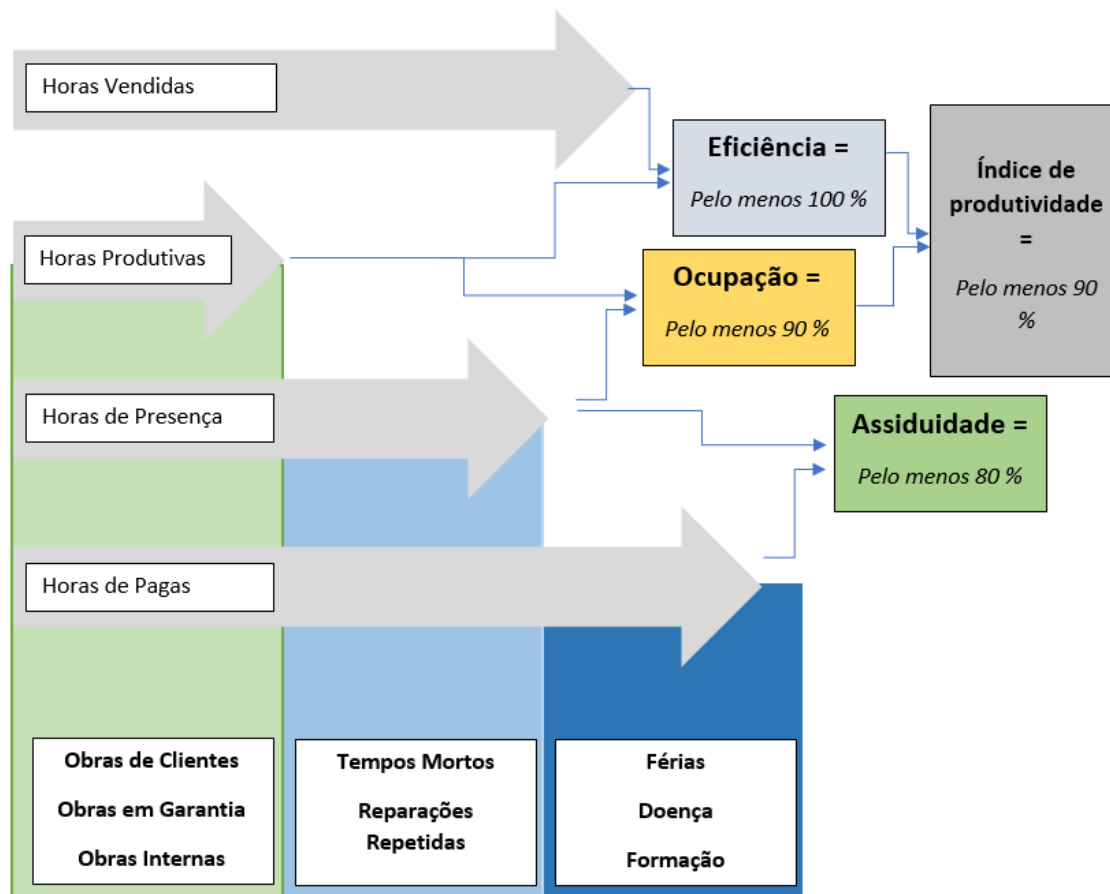 Horas Vendidas
Eficiência =
Pelo menos 100 %
Índice de
produtividade
=
Pelo menos 90
%
Horas Produtivas
Ocupação =
Pelo menos 90 %
Horas de Presença
Assiduidade =
Pelo menos 80 %
Horas de Pagas
Obras de Clientes
Obras em Garantia
Obras Internas
Tempos Mortos
Reparações
Repetidas
Férias
Doença
Formação